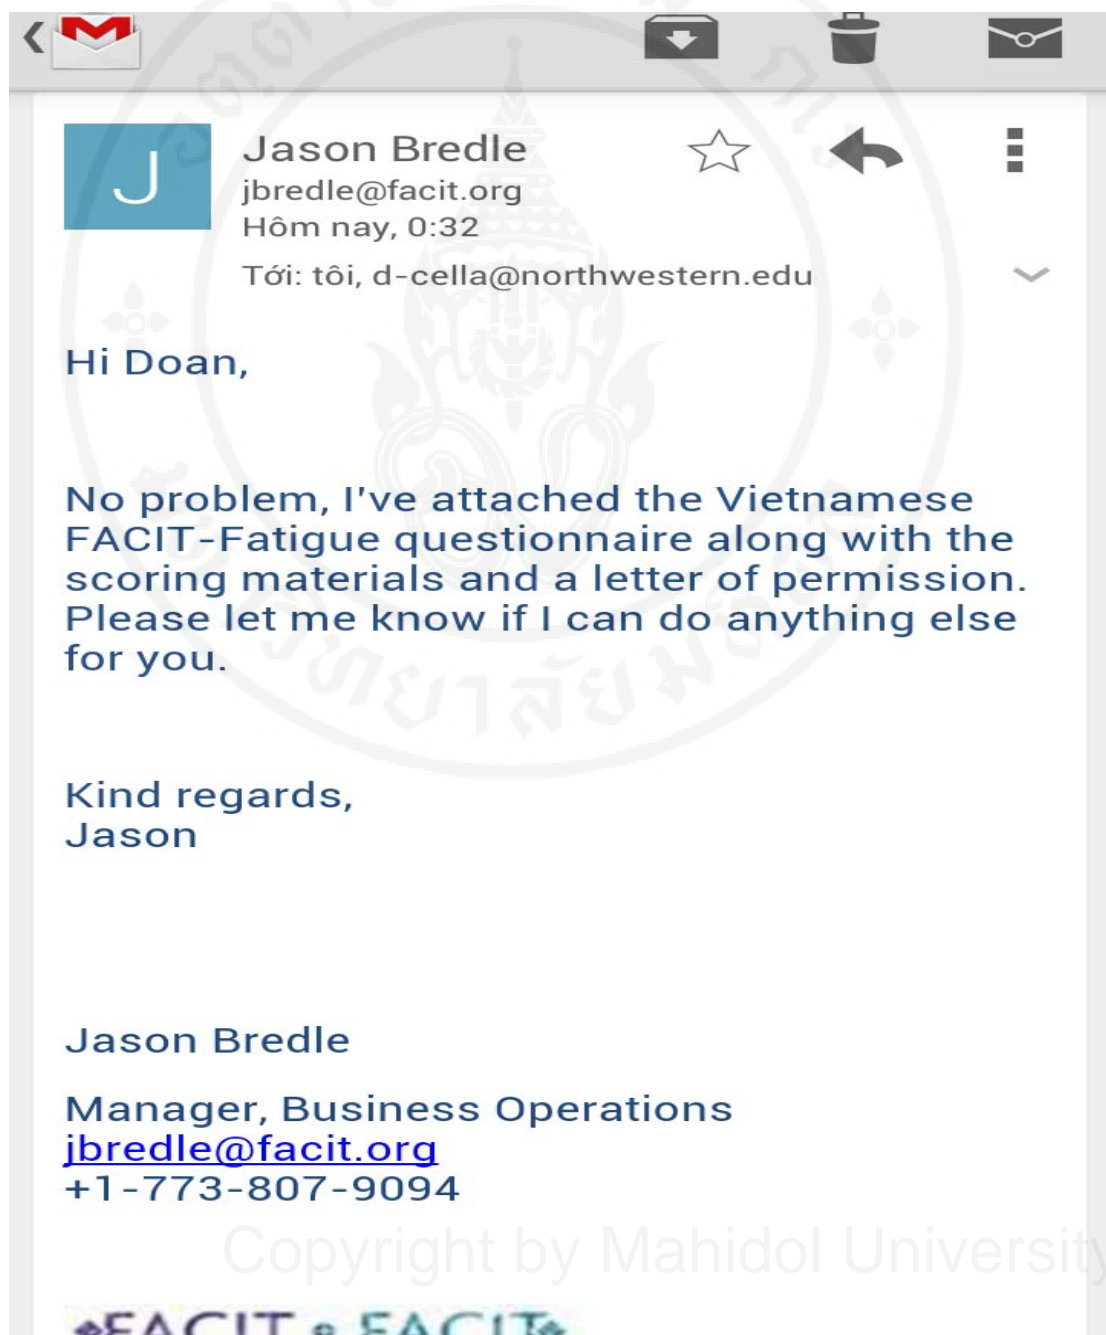 J
Jason Bredle
jbredle@facit.org
Hôm nay, 0:32
Tới: tôi, d-cella@northwestern.edu
Hi Doan,
No problem, I've attached the Vietnamese
FACIT-Fatigue questionnaire along with the
scoring materials and a letter of permission.
Please let me know if I can do anything else
for you.
Kind regards,
Jason
Jason Bredle
Manager, Business Operations
jbredle@facit.org
+1-773-807-9094
Copyright by Mahidol University
FACIT FACIT